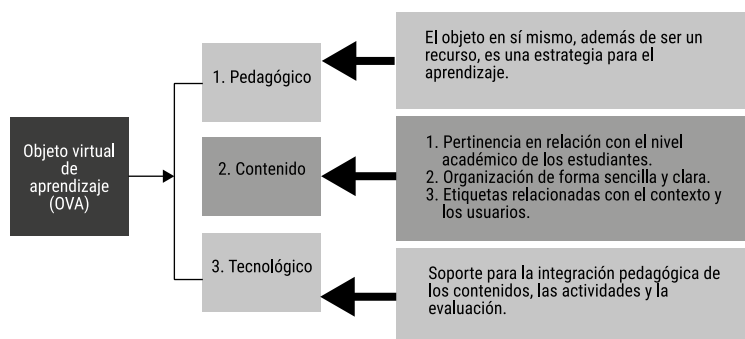 Objeto virtual
de
aprendizaje
(OVA)
1. Pedagógico
El objeto en sí mismo, además de ser un
recurso, es una estrategia para el
aprendizaje.
2. Contenido
1. Pertinencia en relación con el nivel
académico de los estudiantes.
2. Organización de forma sencilla y clara.
3. Etiquetas relacionadas con el contexto y
los usuarios.
3. Tecnológico
Soporte para la integración pedagógica de
los contenidos, las actividades y la
evaluación.